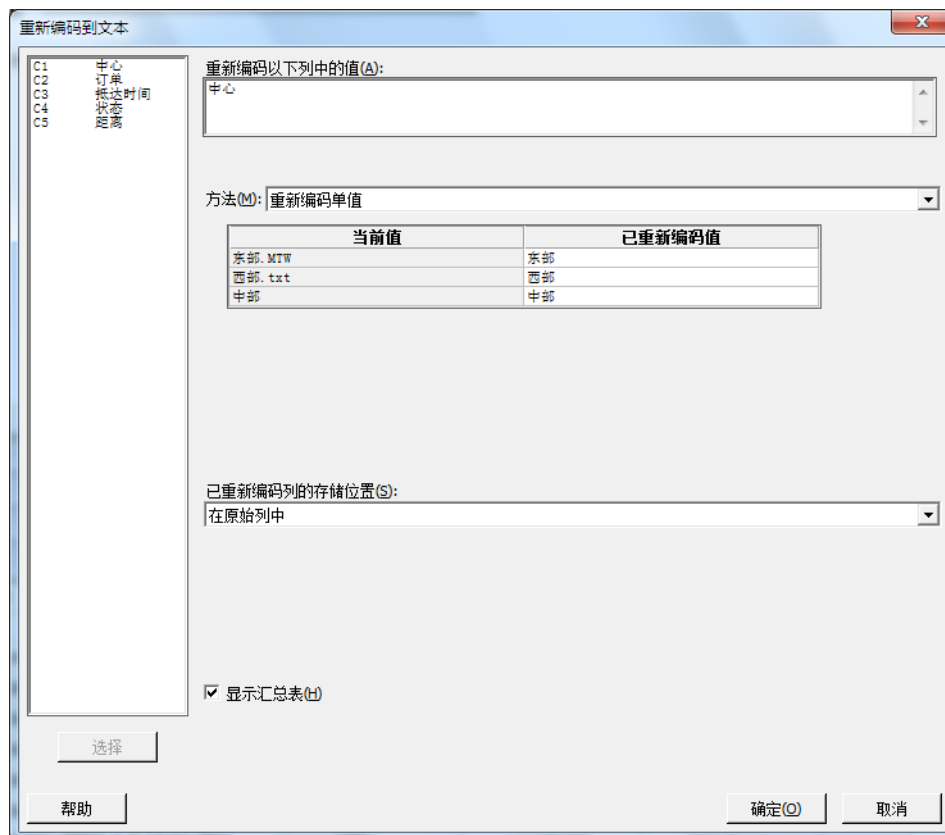 重新编码到文本
C1 中心
C2 订单
C3 抵达时间
C4 状态
C5 距离
重新编码以下列中的值(A):
中心
方法(M): 重新编码单值
当前值 已重新编码值
东部.MTW 东部
西部.txt 西部
中部 中部
已重新编码列的存储位置(S):
在原始列中
显示汇总表(H)
选择
帮助 确定(O) 取消